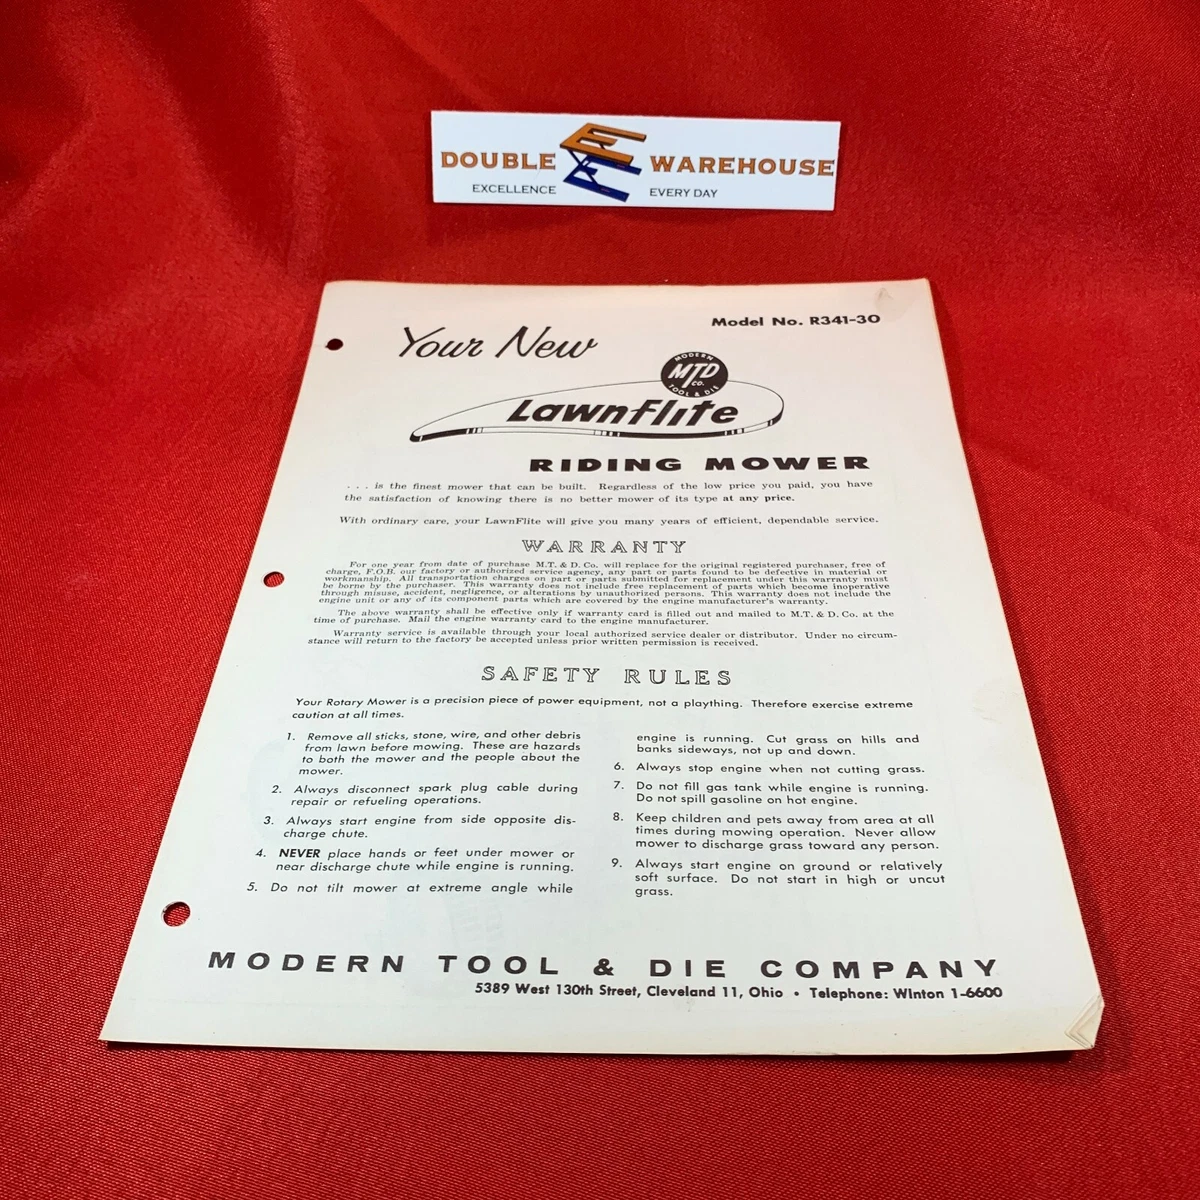 DOUBLE EE WAREHOUSE
EXCELLENCE EVERY DAY
Model No. R341-30
Your New
MODERN
MTD
CO.
TOOL & DIE
LawnFlite
RIDING MOWER
. . . is the finest mower that can be built. Regardless of the low price you paid, you have
the satisfaction of knowing there is no better mower of its type at any price.
With ordinary care, your LawnFlite will give you many years of efficient, dependable service.
WARRANTY
For one year from date of purchase M.T. & D. Co. will replace for the original registered purchaser, free of
charge, F.O.B. our factory or authorized service agency, any part or parts found to be defective in material or
workmanship. All transportation charges on part or parts submitted for replacement under this warranty must
be borne by the purchaser. This warranty does not include free replacement of parts which become inoperative
through misuse, accident, negligence, or alterations by unauthorized persons. This warranty does not include the
engine unit or any of its component parts which are covered by the engine manufacturer's warranty.
The above warranty shall be effective only if warranty card is filled out and mailed to M.T. & D. Co. at the
time of purchase. Mail the engine warranty card to the engine manufacturer.
Warranty service is available through your local authorized service dealer or distributor. Under no circum-
stance will return to the factory be accepted unless prior written permission is received.
SAFETY RULES
Your Rotary Mower is a precision piece of power equipment, not a plaything. Therefore exercise extreme
caution at all times.
1. Remove all sticks, stone, wire, and other debris
from lawn before mowing. These are hazards
to both the mower and the people about the
mower.
2. Always disconnect spark plug cable during
repair or refueling operations.
3. Always start engine from side opposite dis-
charge chute.
4. NEVER place hands or feet under mower or
near discharge chute while engine is running.
5. Do not tilt mower at extreme angle while
engine is running. Cut grass on hills and
banks sideways, not up and down.
6. Always stop engine when not cutting grass.
7. Do not fill gas tank while engine is running.
Do not spill gasoline on hot engine.
8. Keep children and pets away from area at all
times during mowing operation. Never allow
mower to discharge grass toward any person.
9. Always start engine on ground or relatively
soft surface. Do not start in high or uncut
grass.
MODERN TOOL & DIE COMPANY
5389 West 130th Street, Cleveland 11, Ohio • Telephone: Winton 1-6600